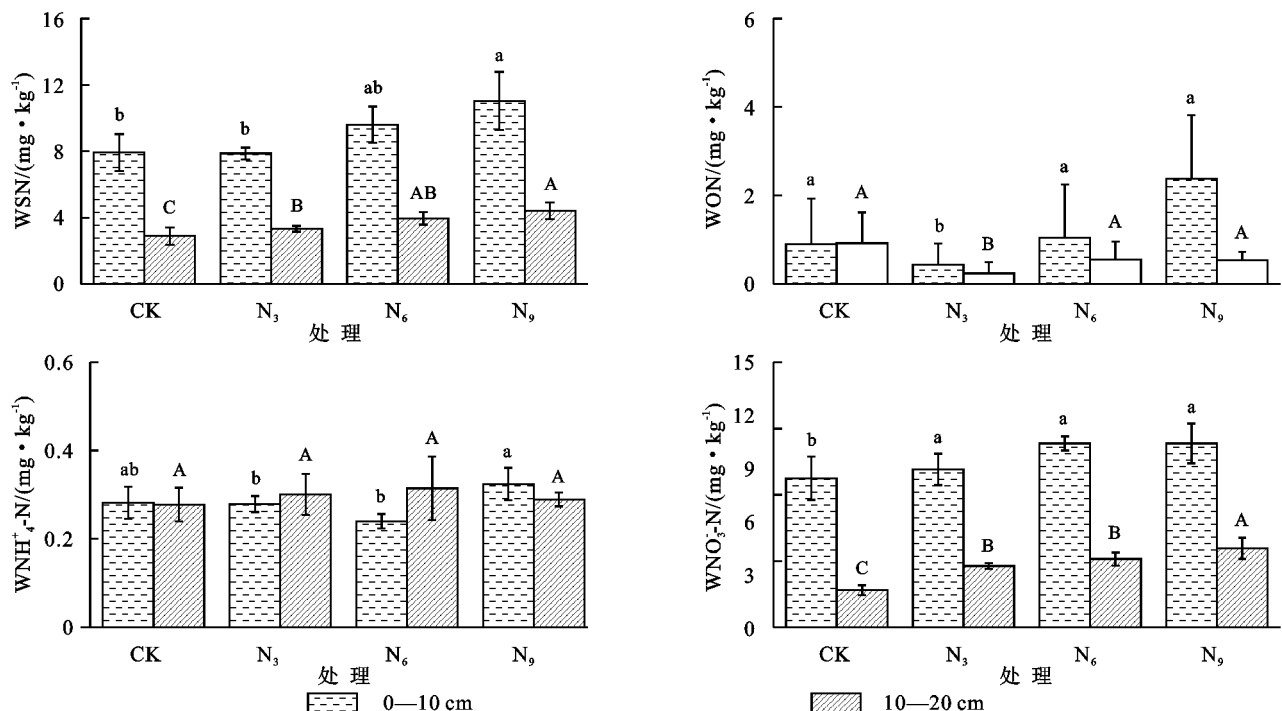 16
12
8
4
0
WSN/(mg·kg⁻¹)
b
b
ab
a
C
B
AB
A
CK N₃ N₆ N₉
处 理
6
4
2
0
WON/(mg·kg⁻¹)
a
A
b
B
a
A
a
A
CK N₃ N₆ N₉
处 理
0.6
0.4
0.2
0
WNH₄⁺-N/(mg·kg⁻¹)
ab
A
b
A
b
A
a
A
CK N₃ N₆ N₉
处 理
15
12
9
6
3
0
WNO₃⁻-N/(mg·kg⁻¹)
b
C
a
B
a
B
a
A
CK N₃ N₆ N₉
处 理
0—10 cm
10—20 cm